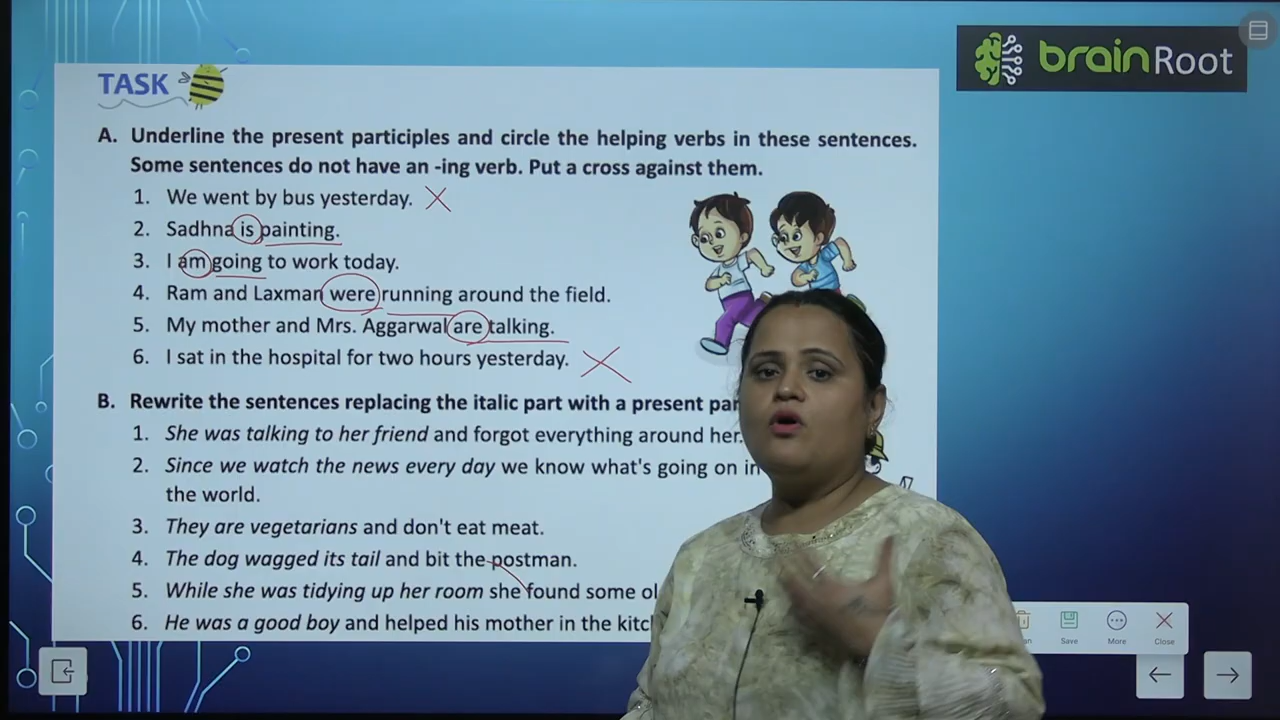 brainRoot
TASK
A. Underline the present participles and circle the helping verbs in these sentences.
Some sentences do not have an -ing verb. Put a cross against them.
1. We went by bus yesterday.
2. Sadhna is painting.
3. I am going to work today.
4. Ram and Laxman were running around the field.
5. My mother and Mrs. Aggarwal are talking.
6. I sat in the hospital for two hours yesterday.
B. Rewrite the sentences replacing the italic part with a present
1. She was talking to her friend and forgot everything around her.
2. Since we watch the news every day we know what's going on in
the world.
3. They are vegetarians and don't eat meat.
4. The dog wagged its tail and bit the postman.
5. While she was tidying up her room she found some
6. He was a good boy and helped his mother in the
Save
More
Close